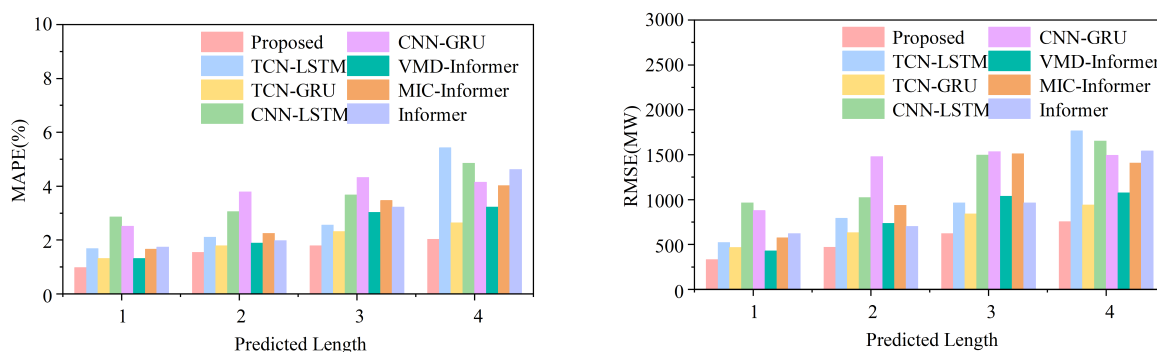 10
8
6
4
2
0
MAPE(%)
Proposed
TCN-LSTM
TCN-GRU
CNN-LSTM
CNN-GRU
VMD-Informer
MIC-Informer
Informer
1 2 3 4
Predicted Length
3000
2500
2000
1500
1000
500
0
RMSE(MW)
Proposed
TCN-LSTM
TCN-GRU
CNN-LSTM
CNN-GRU
VMD-Informer
MIC-Informer
Informer
1 2 3 4
Predicted Length